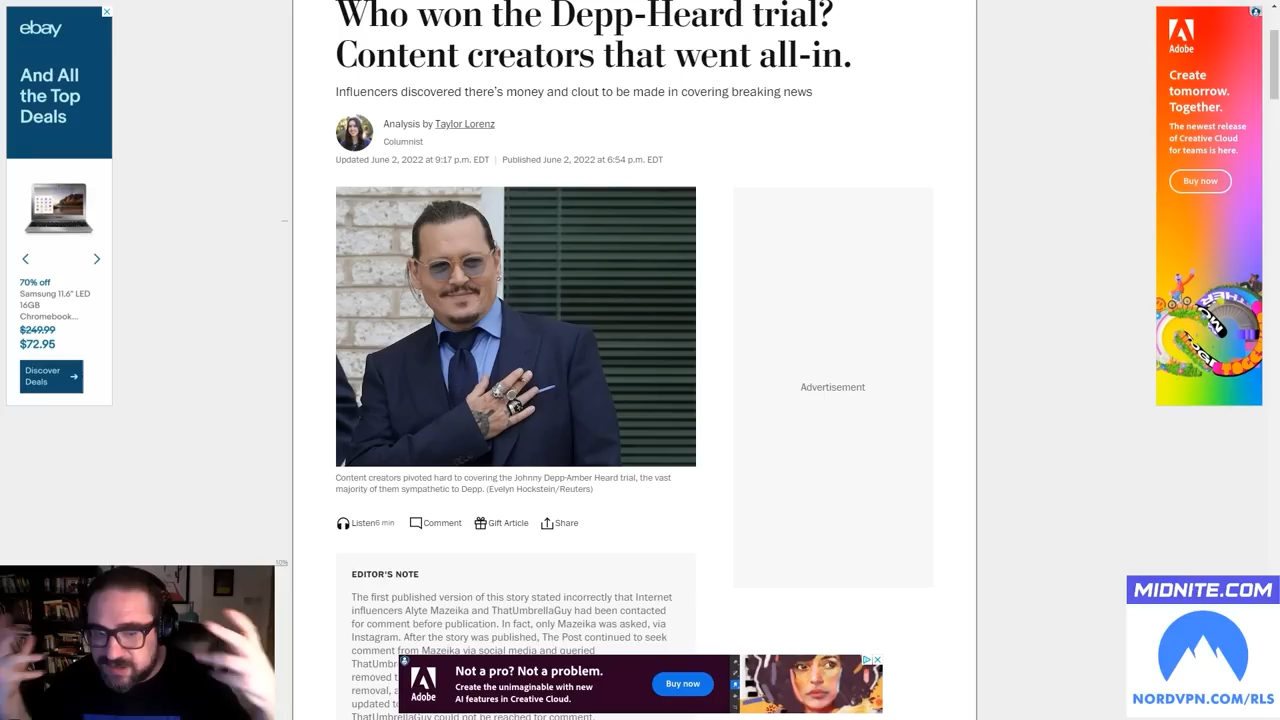 Who won the Depp-Heard trial?
Content creators that went all-in.
Influencers discovered there's money and clout to be made in covering breaking news
Analysis by Taylor Lorenz
Columnist
Updated June 2, 2022 at 9:17 p.m. EDT | Published June 2, 2022 at 6:54 p.m. EDT
Content creators pivoted hard to covering the Johnny Depp-Amber Heard trial, the vast
majority of them sympathetic to Depp. (Evelyn Hockstein/Reuters)
Listen 6 min
Comment
Gift Article
Share
EDITOR'S NOTE
The first published version of this story stated incorrectly that Internet
influencers Alyte Mazeika and ThatUmbrellaGuy had been contacted
for comment before publication. In fact, only Mazeika was asked, via
Instagram. After the story was published, The Post continued to seek
comment from Mazeika via social media and queried
ThatUmb
removed t
removal, a
updated to
ThatUmbrellaGuy could not be reached for comment.
ebay
And All
the Top
Deals
70% off
Samsung 11.6" LED
16GB
Chromebook...
$249.99
$72.95
Discover
Deals
Advertisement
Adobe
Create
tomorrow.
Together.
The newest release
of Creative Cloud
for teams is here.
Buy now
Adobe
Not a pro? Not a problem.
Create the unimaginable with new
AI features in Creative Cloud.
Buy now
MIDNITE.COM
NORDVPN.COM/RLS